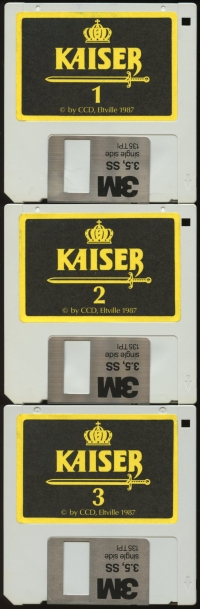 KAISER
1
© by CCD, Eltville 1987
3M
3.5, SS
single side
135 TPI
KAISER
2
© by CCD, Eltville 1987
3M
3.5, SS
single side
135 TPI
KAISER
3
© by CCD, Eltville 1987
3M
3.5, SS
single side
135 TPI